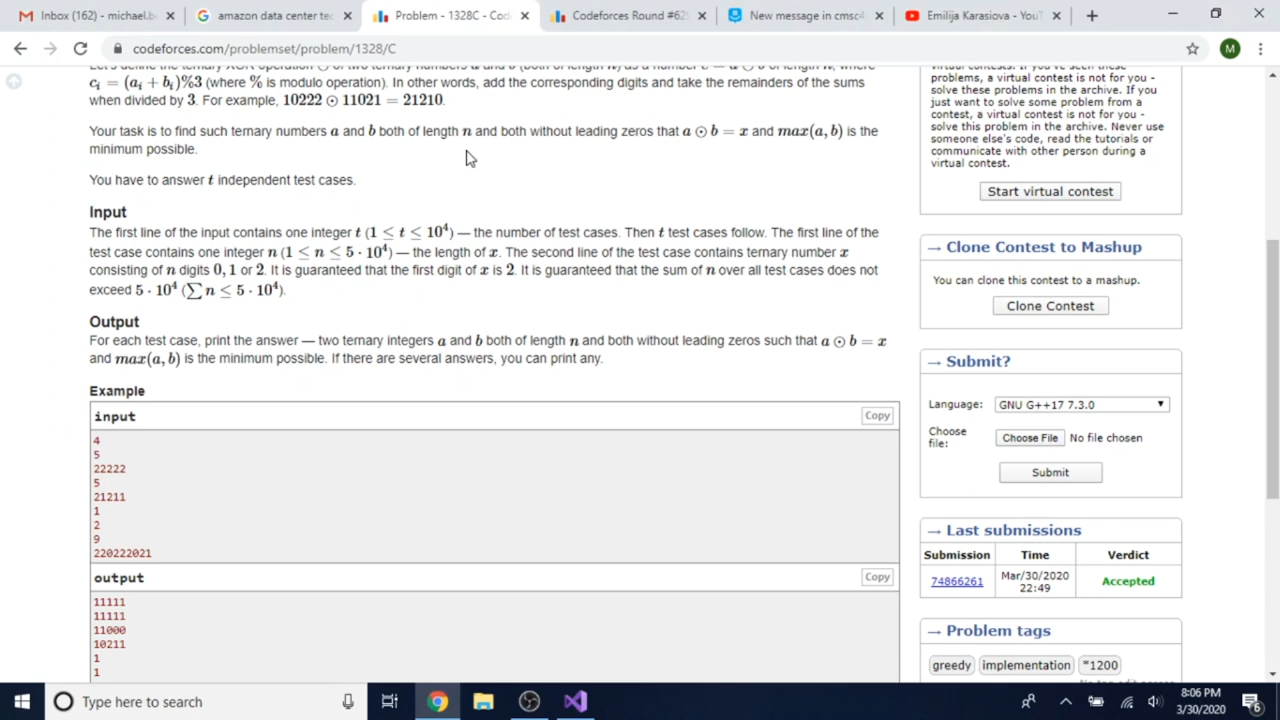 Inbox (162) - michael.b
amazon data center te
Problem - 1328C - Co
Codeforces Round #62
New message in cmsc4
Emilija Karasiova - You
codeforces.com/problemset/problem/1328/C
M
c_i = (a_i + b_i)%3 (where % is modulo operation). In other words, add the corresponding digits and take the remainders of the sums
when divided by 3. For example, 10222 ⊙ 11021 = 21210.
Your task is to find such ternary numbers a and b both of length n and both without leading zeros that a ⊙ b = x and max(a, b) is the
minimum possible.
You have to answer t independent test cases.
Input
The first line of the input contains one integer t (1 ≤ t ≤ 10^4) — the number of test cases. Then t test cases follow. The first line of the
test case contains one integer n (1 ≤ n ≤ 5 · 10^4) — the length of x. The second line of the test case contains ternary number x
consisting of n digits 0, 1 or 2. It is guaranteed that the first digit of x is 2. It is guaranteed that the sum of n over all test cases does not
exceed 5 · 10^4 (∑ n ≤ 5 · 10^4).
Output
For each test case, print the answer — two ternary integers a and b both of length n and both without leading zeros such that a ⊙ b = x
and max(a, b) is the minimum possible. If there are several answers, you can print any.
Example
input
Copy
4
5
22222
5
21211
1
2
9
220222021
output
Copy
11111
11111
11000
10211
1
1
problems, a virtual contest is not for you -
solve these problems in the archive. If you
just want to solve some problem from a
contest, a virtual contest is not for you -
solve this problem in the archive. Never use
someone else's code, read the tutorials or
communicate with other person during a
virtual contest.
Start virtual contest
→ Clone Contest to Mashup
You can clone this contest to a mashup.
Clone Contest
→ Submit?
Language: GNU G++17 7.3.0
Choose
file:
Choose File No file chosen
Submit
→ Last submissions
Submission Time Verdict
74866261 Mar/30/2020
22:49 Accepted
→ Problem tags
greedy implementation *1200
Type here to search
8:06 PM
3/30/2020
6